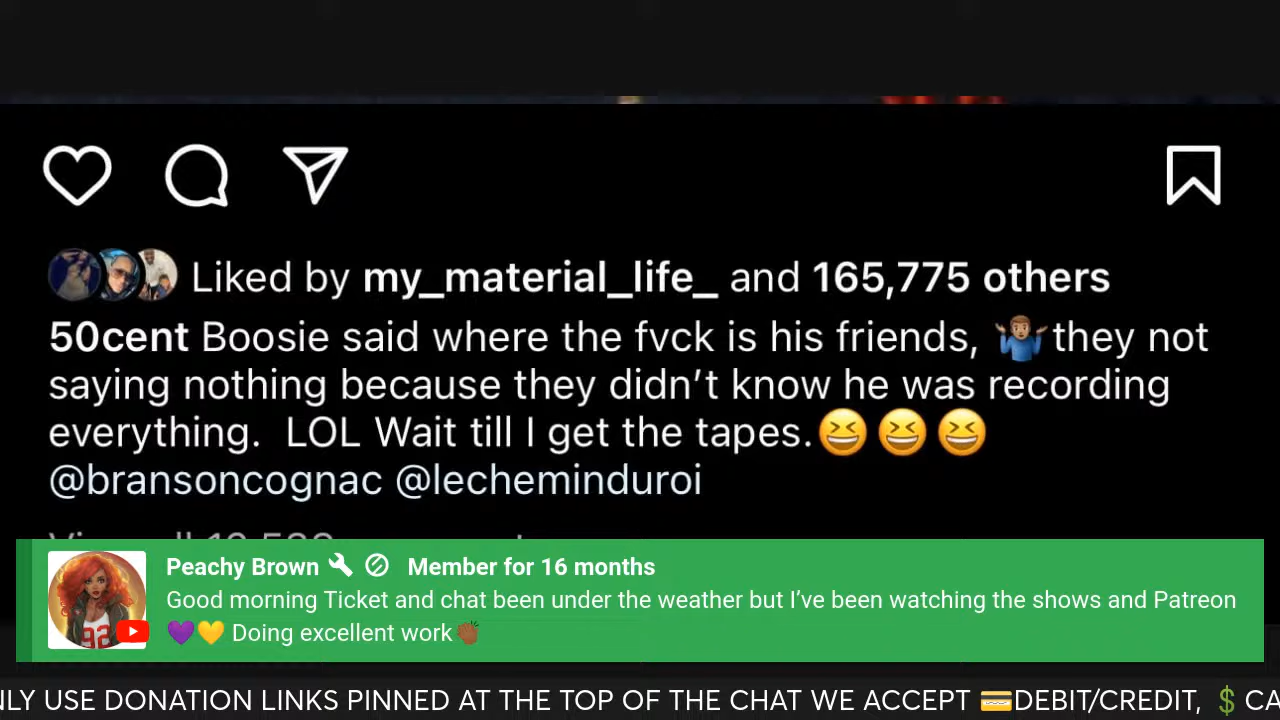 Liked by my_material_life_ and 165,775 others
50cent Boosie said where the fvck is his friends, 🤷🏽‍♂️they not
saying nothing because they didn't know he was recording
everything.  LOL Wait till I get the tapes.😆😆😆
@bransoncognac @lecheminduroi
Peachy Brown Member for 16 months
Good morning Ticket and chat been under the weather but I've been watching the shows and Patreon
💜💛 Doing excellent work👏🏾
NLY USE DONATION LINKS PINNED AT THE TOP OF THE CHAT WE ACCEPT 💳DEBIT/CREDIT, 💲CA